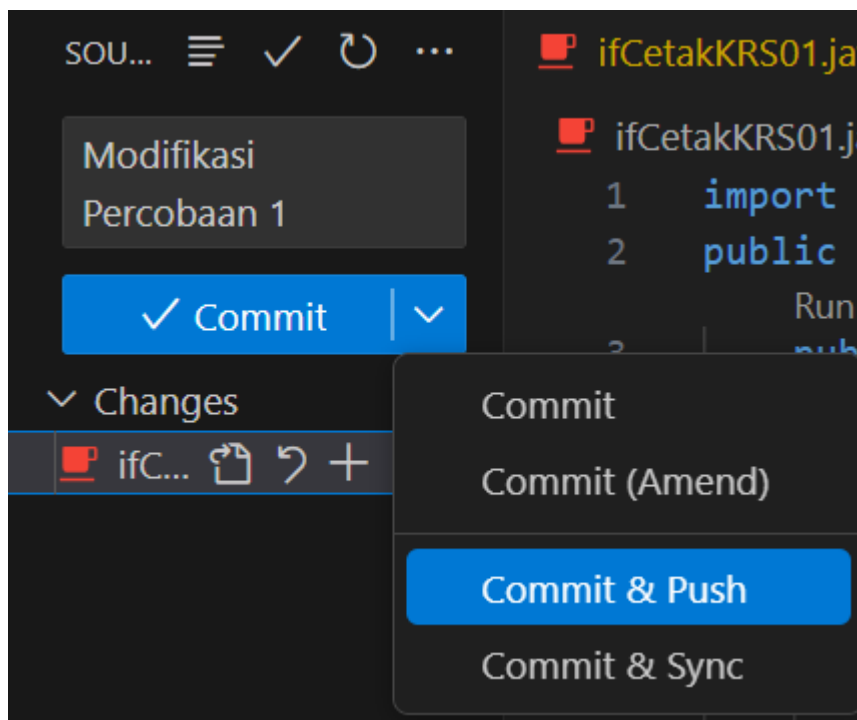 SOU...
Modifikasi
Percobaan 1
Commit
Changes
ifC...
ifCetakKRS01.ja
ifCetakKRS01.j
1 import
2 public
Run
3
Commit
Commit (Amend)
Commit & Push
Commit & Sync